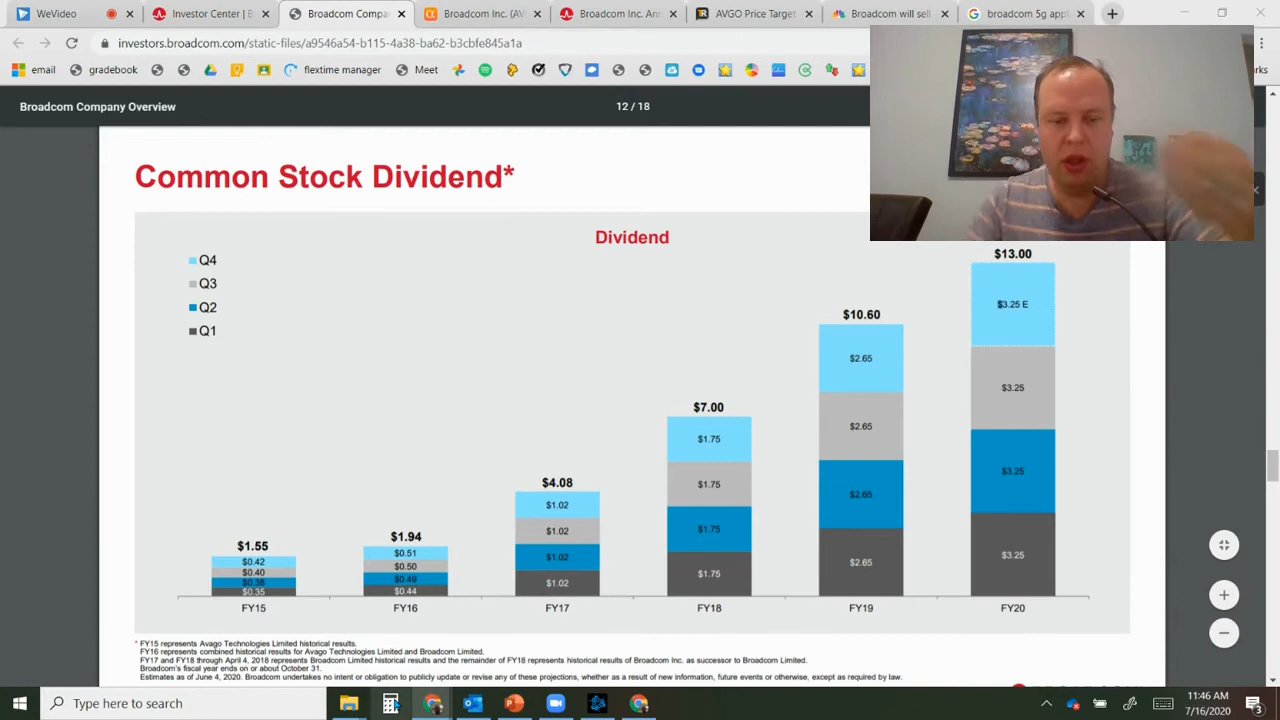 WeVideo
Investor Center | B
Broadcom Compan
Broadcom Inc. (AV
Broadcom Inc. An
AVGO Price Target
Broadcom will sell
broadcom 5g appl
investors.broadcom.com/static-files/a9546a54-b115-4a38-ba62-b3cbfe845a1a
email
gradebook
flextime manager
Meet
Broadcom Company Overview
12 / 18
Common Stock Dividend*
Dividend
Q4
Q3
Q2
Q1
$1.55
$0.42
$0.40
$0.38
$0.35
$1.94
$0.51
$0.50
$0.49
$0.44
$4.08
$1.02
$1.02
$1.02
$1.02
$7.00
$1.75
$1.75
$1.75
$1.75
$10.60
$2.65
$2.65
$2.65
$2.65
$13.00
$3.25 E
$3.25
$3.25
$3.25
FY15 FY16 FY17 FY18 FY19 FY20
* FY15 represents Avago Technologies Limited historical results.
FY16 represents combined historical results for Avago Technologies Limited and Broadcom Limited.
FY17 and FY18 through April 4, 2018 represents Broadcom Limited historical results and the remainder of FY18 represents historical results of Broadcom Inc. as successor to Broadcom Limited.
Broadcom's fiscal year ends on or about October 31.
Estimates as of June 4, 2020. Broadcom undertakes no intent or obligation to publicly update or revise any of these projections, whether as a result of new information, future events or otherwise, except as required by law.
Type here to search
11:46 AM
7/16/2020
3